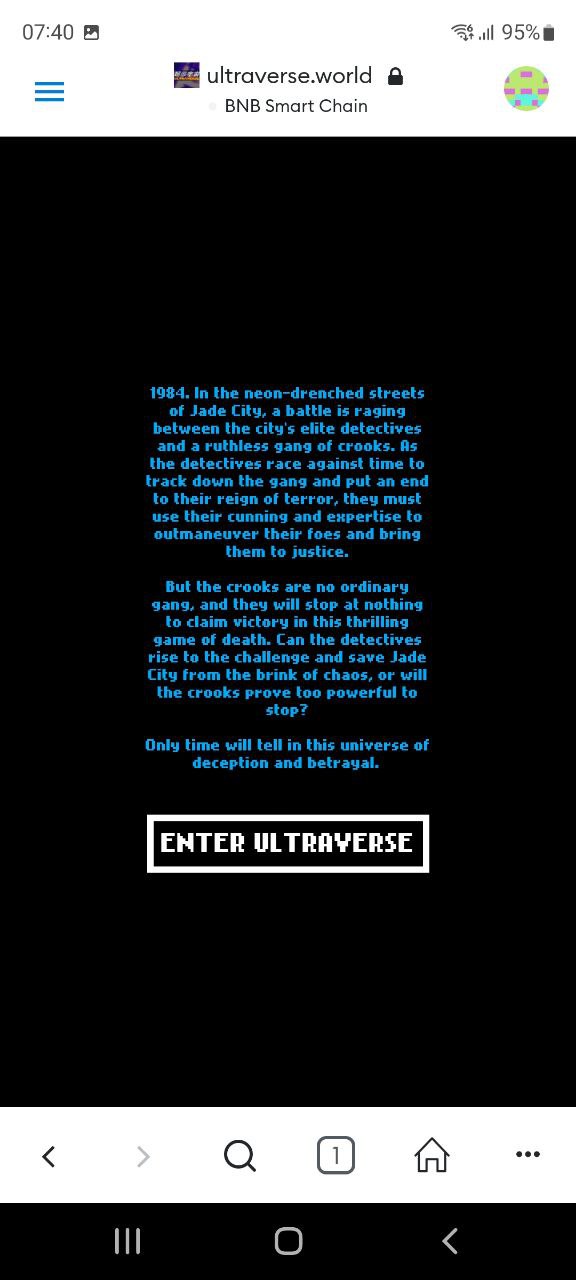 07:40
95%
ultraverse.world
BNB Smart Chain
1984. In the neon-drenched streets
of Jade City, a battle is raging
between the city's elite detectives
and a ruthless gang of crooks. As
the detectives race against time to
track down the gang and put an end
to their reign of terror, they must
use their cunning and expertise to
outmaneuver their foes and bring
them to justice.
But the crooks are no ordinary
gang, and they will stop at nothing
to claim victory in this thrilling
game of death. Can the detectives
rise to the challenge and save Jade
City from the brink of chaos, or will
the crooks prove too powerful to
stop?
Only time will tell in this universe of
deception and betrayal.
ENTER ULTRAVERSE
1